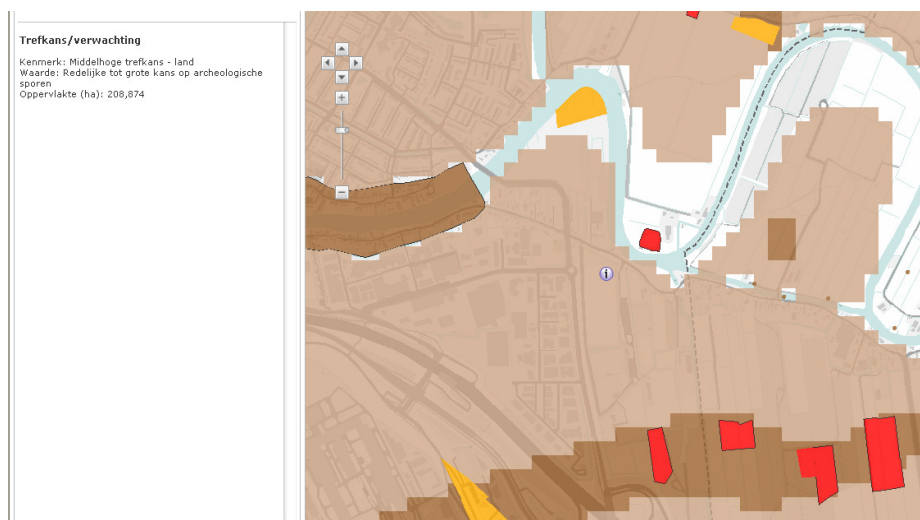 Trefkans/verwachting
Kenmerk: Middelhoge trefkans - land
Waarde: Redelijke tot grote kans op archeologische
sporen
Oppervlakte (ha): 208,874